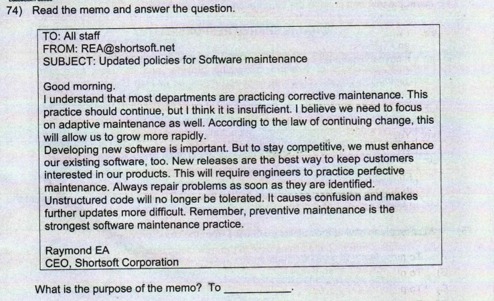 74) Read the memo and answer the question.
TO: All staff
FROM: REA@shortsoft.net
SUBJECT: Updated policies for Software maintenance
Good morning.
I understand that most departments are practicing corrective maintenance. This
practice should continue, but I think it is insufficient. I believe we need to focus
on adaptive maintenance as well. According to the law of continuing change, this
will allow us to grow more rapidly.
Developing new software is important. But to stay competitive, we must enhance
our existing software, too. New releases are the best way to keep customers
interested in our products. This will require engineers to practice perfective
maintenance. Always repair problems as soon as they are identified.
Unstructured code will no longer be tolerated. It causes confusion and makes
further updates more difficult. Remember, preventive maintenance is the
strongest software maintenance practice.
Raymond EA
CEO, Shortsoft Corporation
What is the purpose of the memo? To ____________.